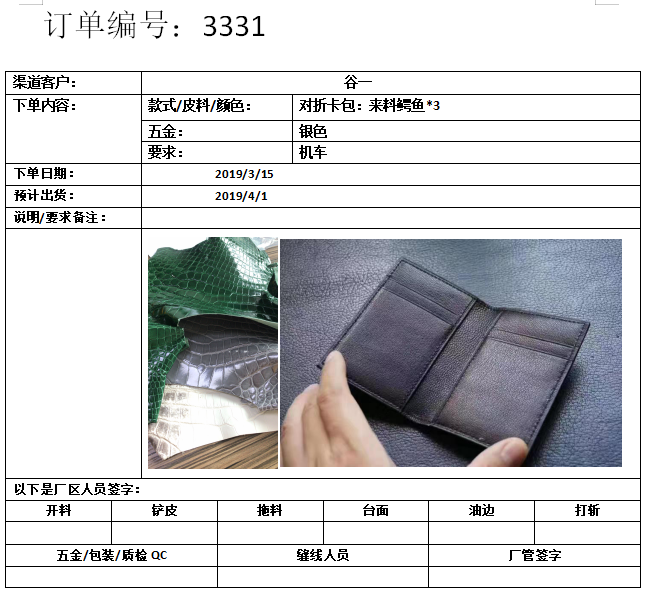 订单编号：3331
渠道客户： 谷一
下单内容： 款式/皮料/颜色： 对折卡包：来料鳄鱼*3
五金： 银色
要求： 机车
下单日期： 2019/3/15
预计出货： 2019/4/1
说明/要求备注：
以下是厂区人员签字：
开料 铲皮 拖料 台面 油边 打斩
五金/包装/质检 QC 缝线人员 厂管签字